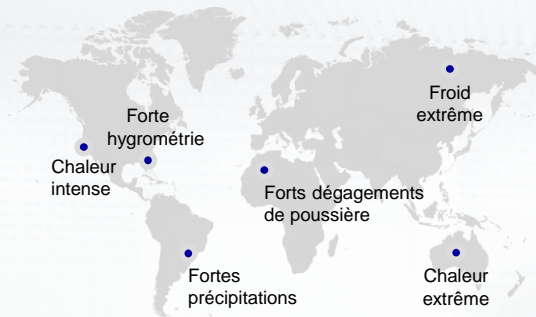 Froid
extrême
Forte
hygrométrie
Chaleur
intense
Forts dégagements
de poussière
Fortes
précipitations
Chaleur
extrême